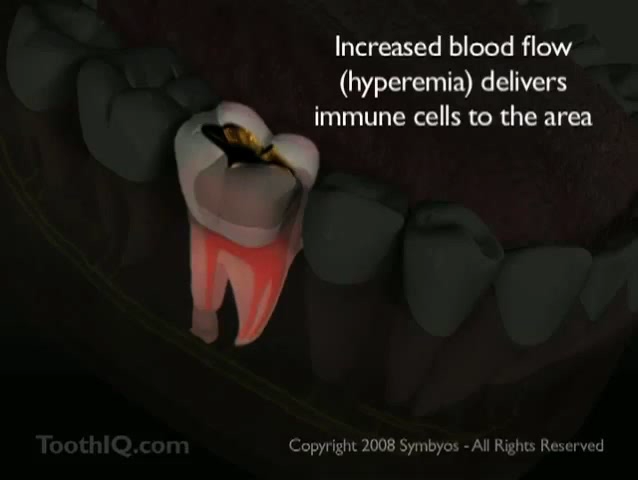 Increased blood flow
(hyperemia) delivers
immune cells to the area
ToothIQ.com
Copyright 2008 Symbyos - All Rights Reserved